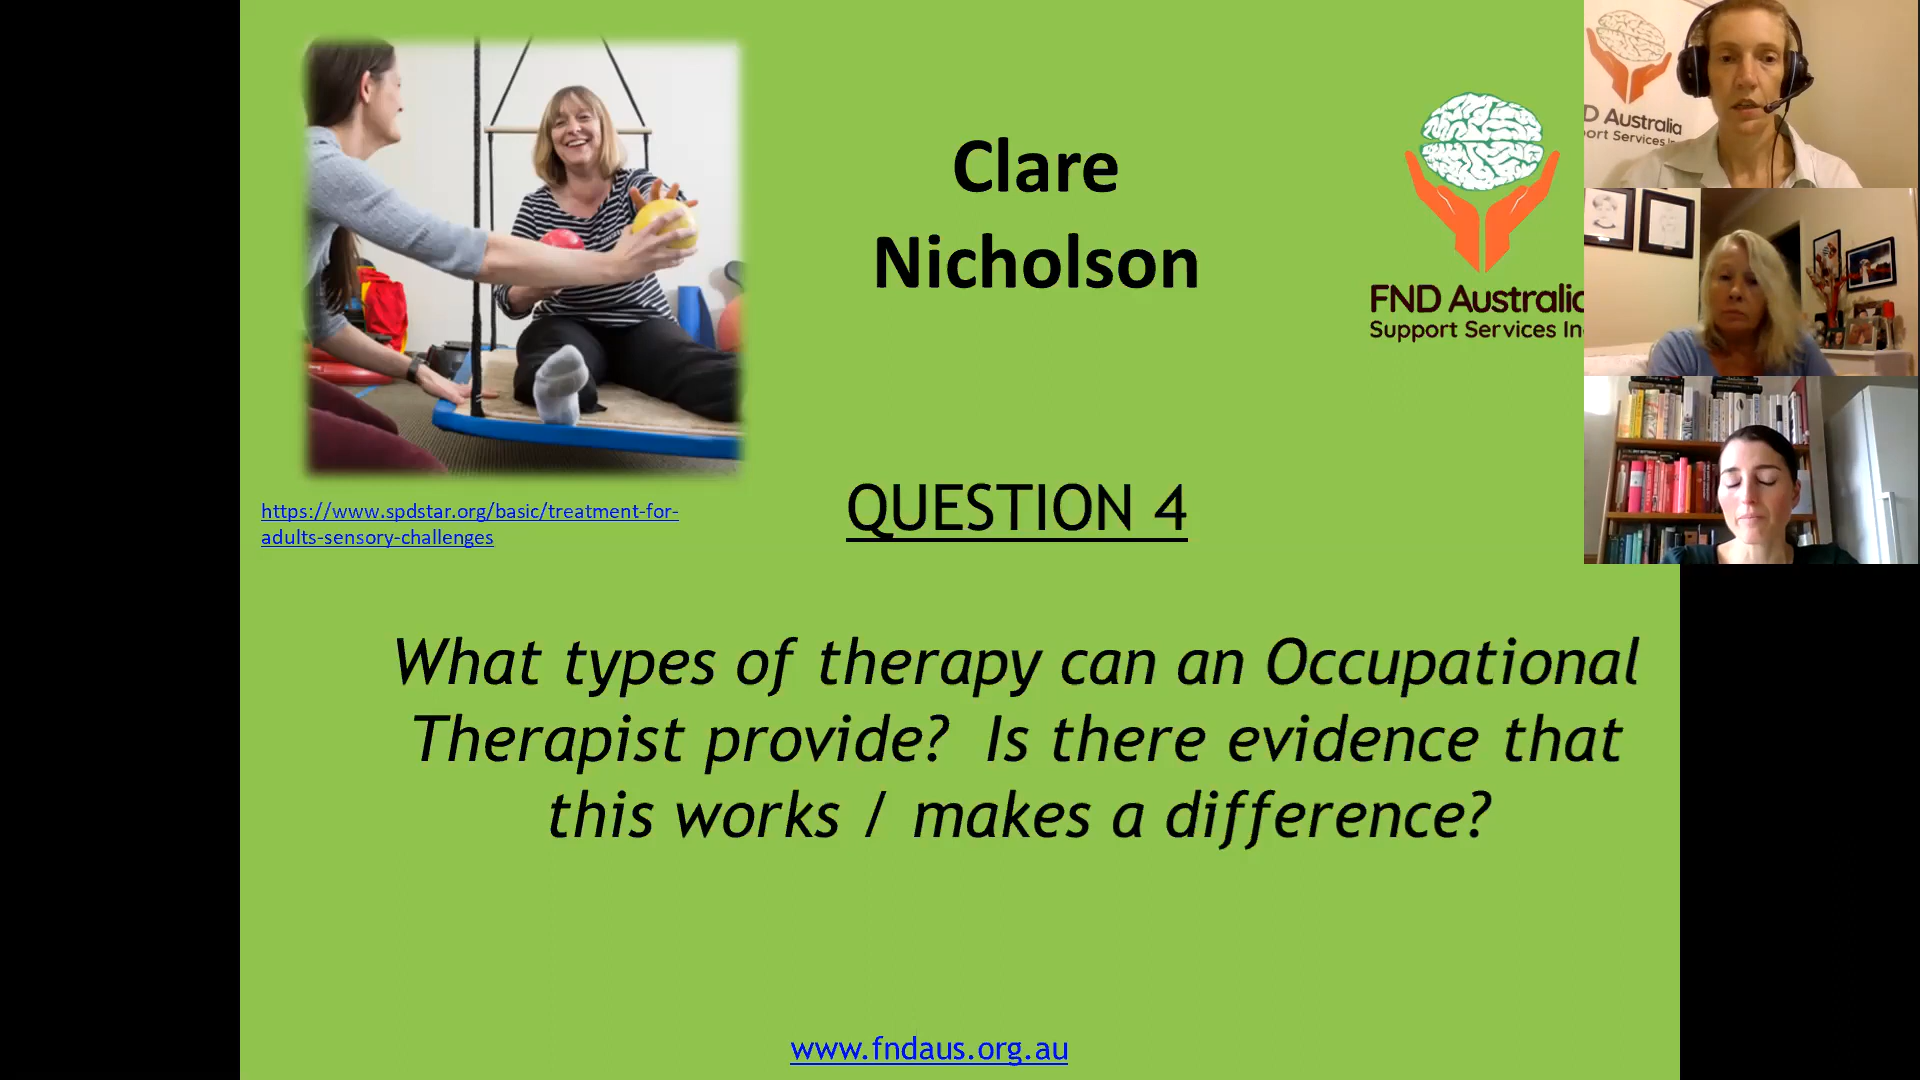 Clare
Nicholson
FND Australia
Support Services In
D Australia
ort Services In
https://www.spdstar.org/basic/treatment-for-
adults-sensory-challenges
QUESTION 4
What types of therapy can an Occupational
Therapist provide?  Is there evidence that
this works / makes a difference?
www.fndaus.org.au